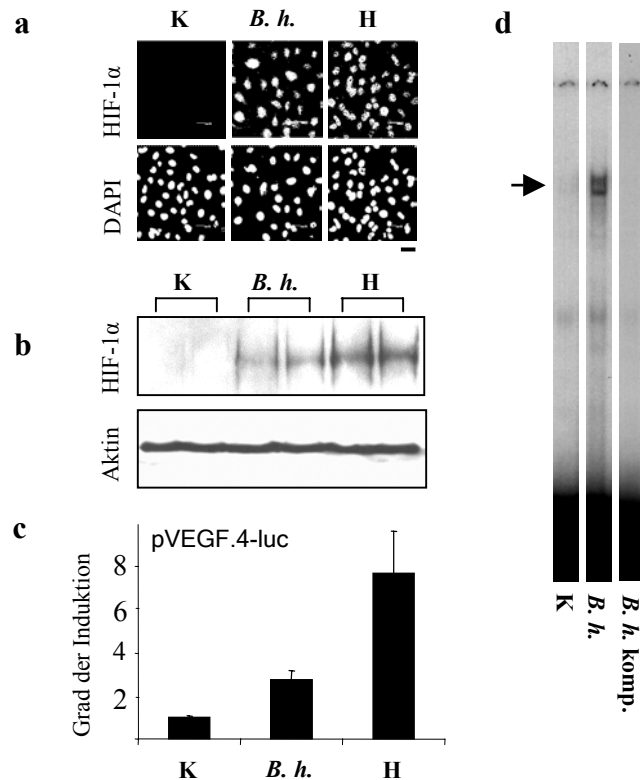 a
K B. h. H
HIF-1α
DAPI
b
K B. h. H
HIF-1α
Aktin
c
pVEGF.4-luc
Grad der Induktion
8
6
4
2
K B. h. H
d
K
B. h.
B. h. komp.